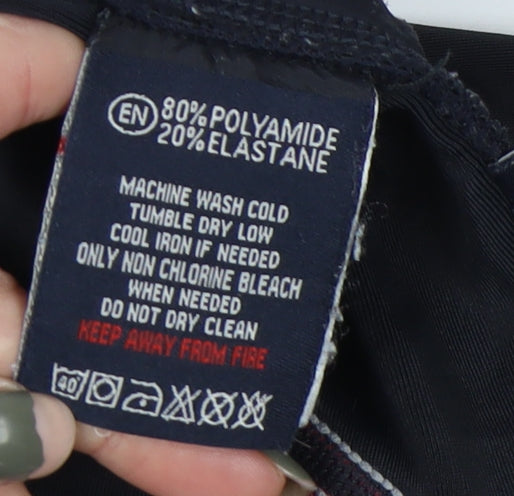 EN 80% POLYAMIDE
20% ELASTANE
MACHINE WASH COLD
TUMBLE DRY LOW
COOL IRON IF NEEDED
ONLY NON CHLORINE BLEACH
WHEN NEEDED
DO NOT DRY CLEAN
KEEP AWAY FROM FIRE
40°